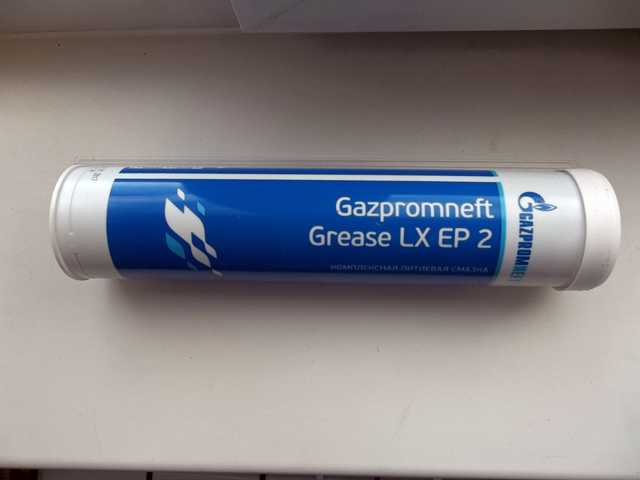 Gazpromneft
Grease LX EP 2
КОМПЛЕКСНАЯ ЛИТИЕВАЯ СМАЗКА
GAZPROMNEFT